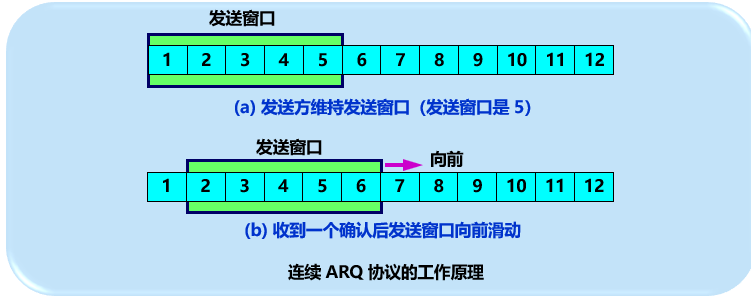 发送窗口
1 2 3 4 5 6 7 8 9 10 11 12
(a) 发送方维持发送窗口（发送窗口是 5）
发送窗口
向前
1 2 3 4 5 6 7 8 9 10 11 12
(b) 收到一个确认后发送窗口向前滑动
连续 ARQ 协议的工作原理